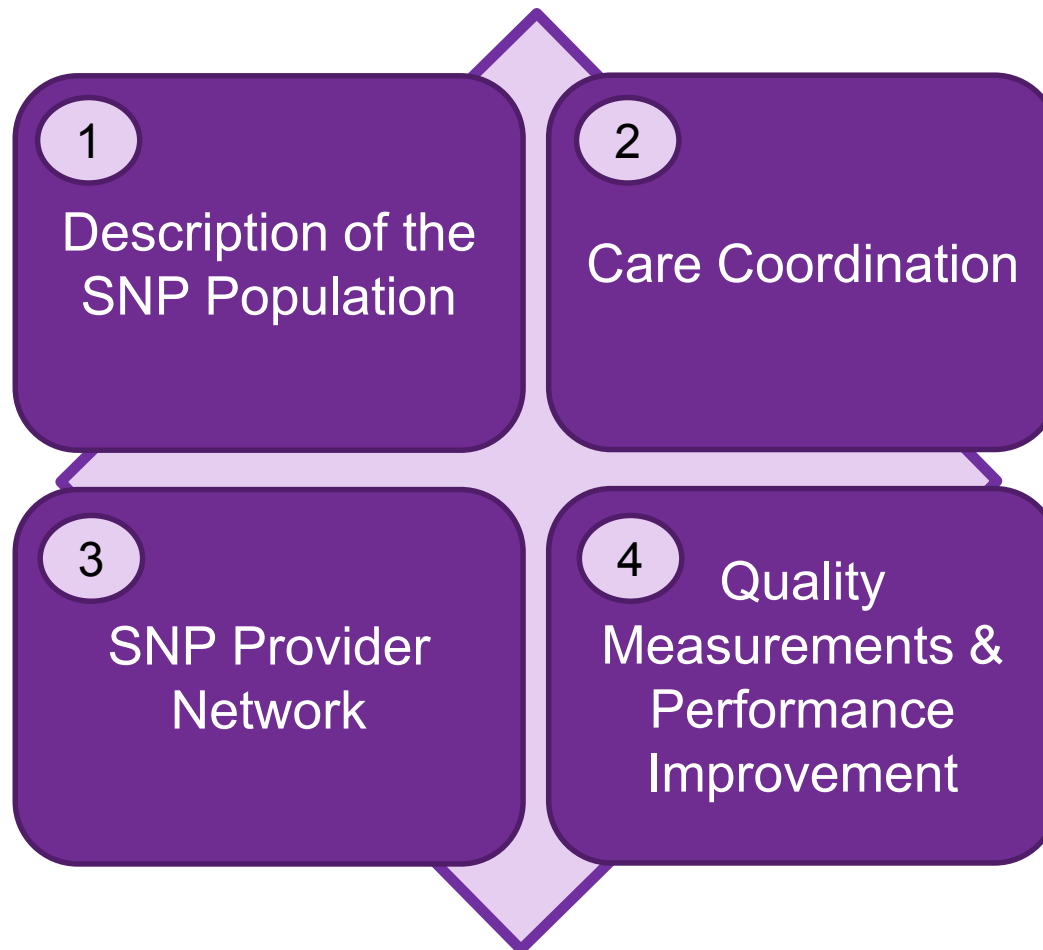 1
Description of the
SNP Population
2
Care Coordination
3
SNP Provider
Network
4
Quality
Measurements &
Performance
Improvement